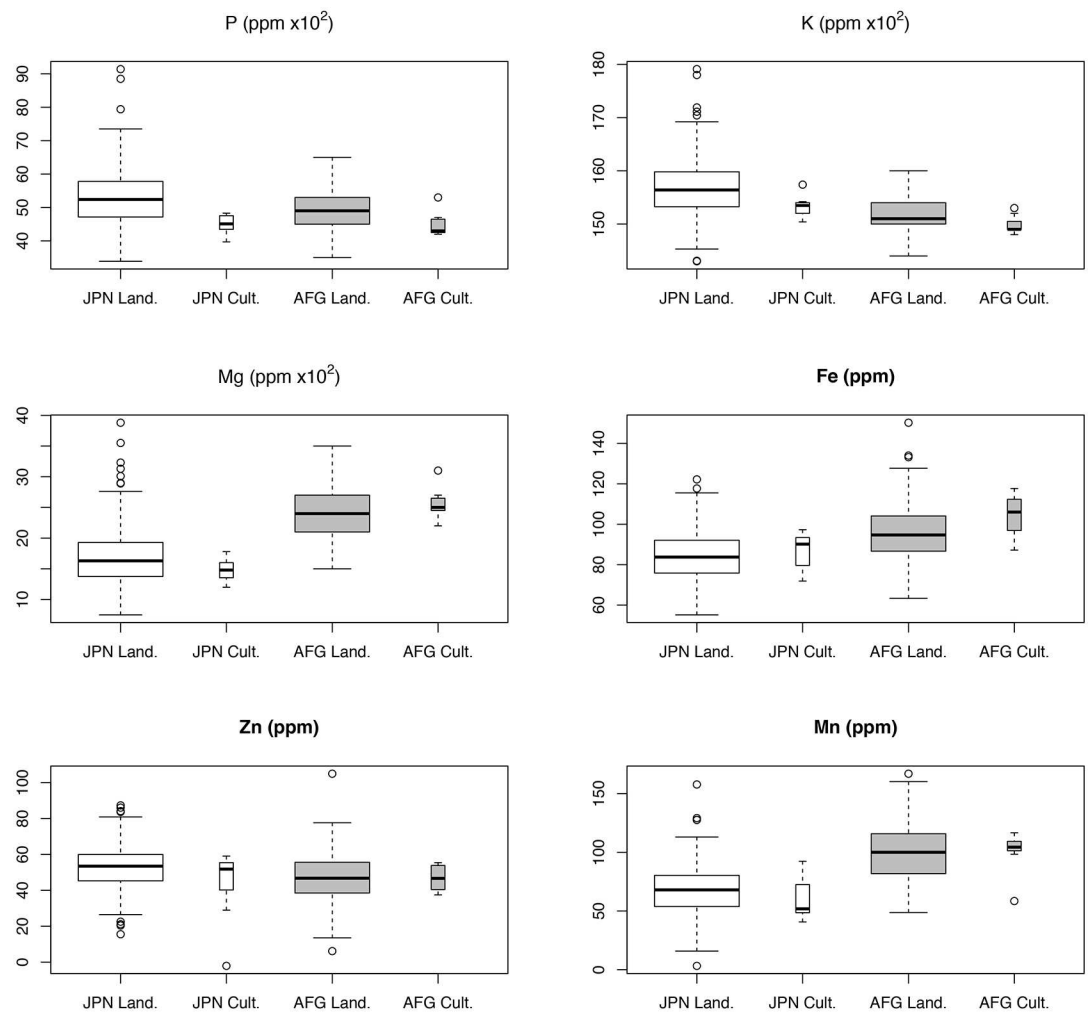 P (ppm x10²)
90
80
70
60
50
40
JPN Land. JPN Cult. AFG Land. AFG Cult.
K (ppm x10²)
180
170
160
150
JPN Land. JPN Cult. AFG Land. AFG Cult.
Mg (ppm x10²)
40
30
20
10
JPN Land. JPN Cult. AFG Land. AFG Cult.
Fe (ppm)
140
120
100
80
60
JPN Land. JPN Cult. AFG Land. AFG Cult.
Zn (ppm)
100
80
60
40
20
0
JPN Land. JPN Cult. AFG Land. AFG Cult.
Mn (ppm)
150
100
50
0
JPN Land. JPN Cult. AFG Land. AFG Cult.